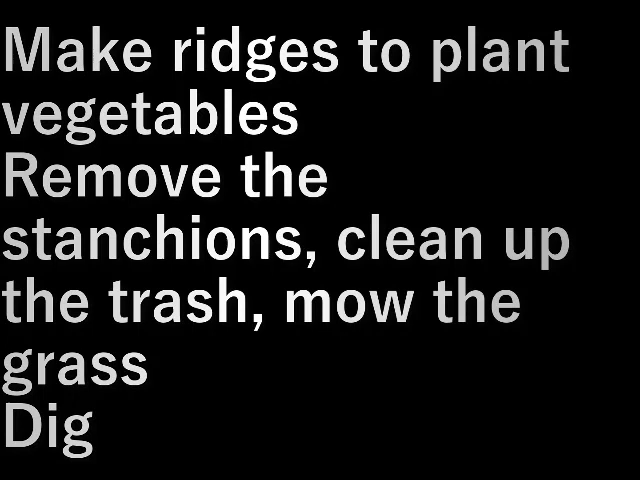 Make ridges to plant
vegetables
Remove the
stanchions, clean up
the trash, mow the
grass
Dig